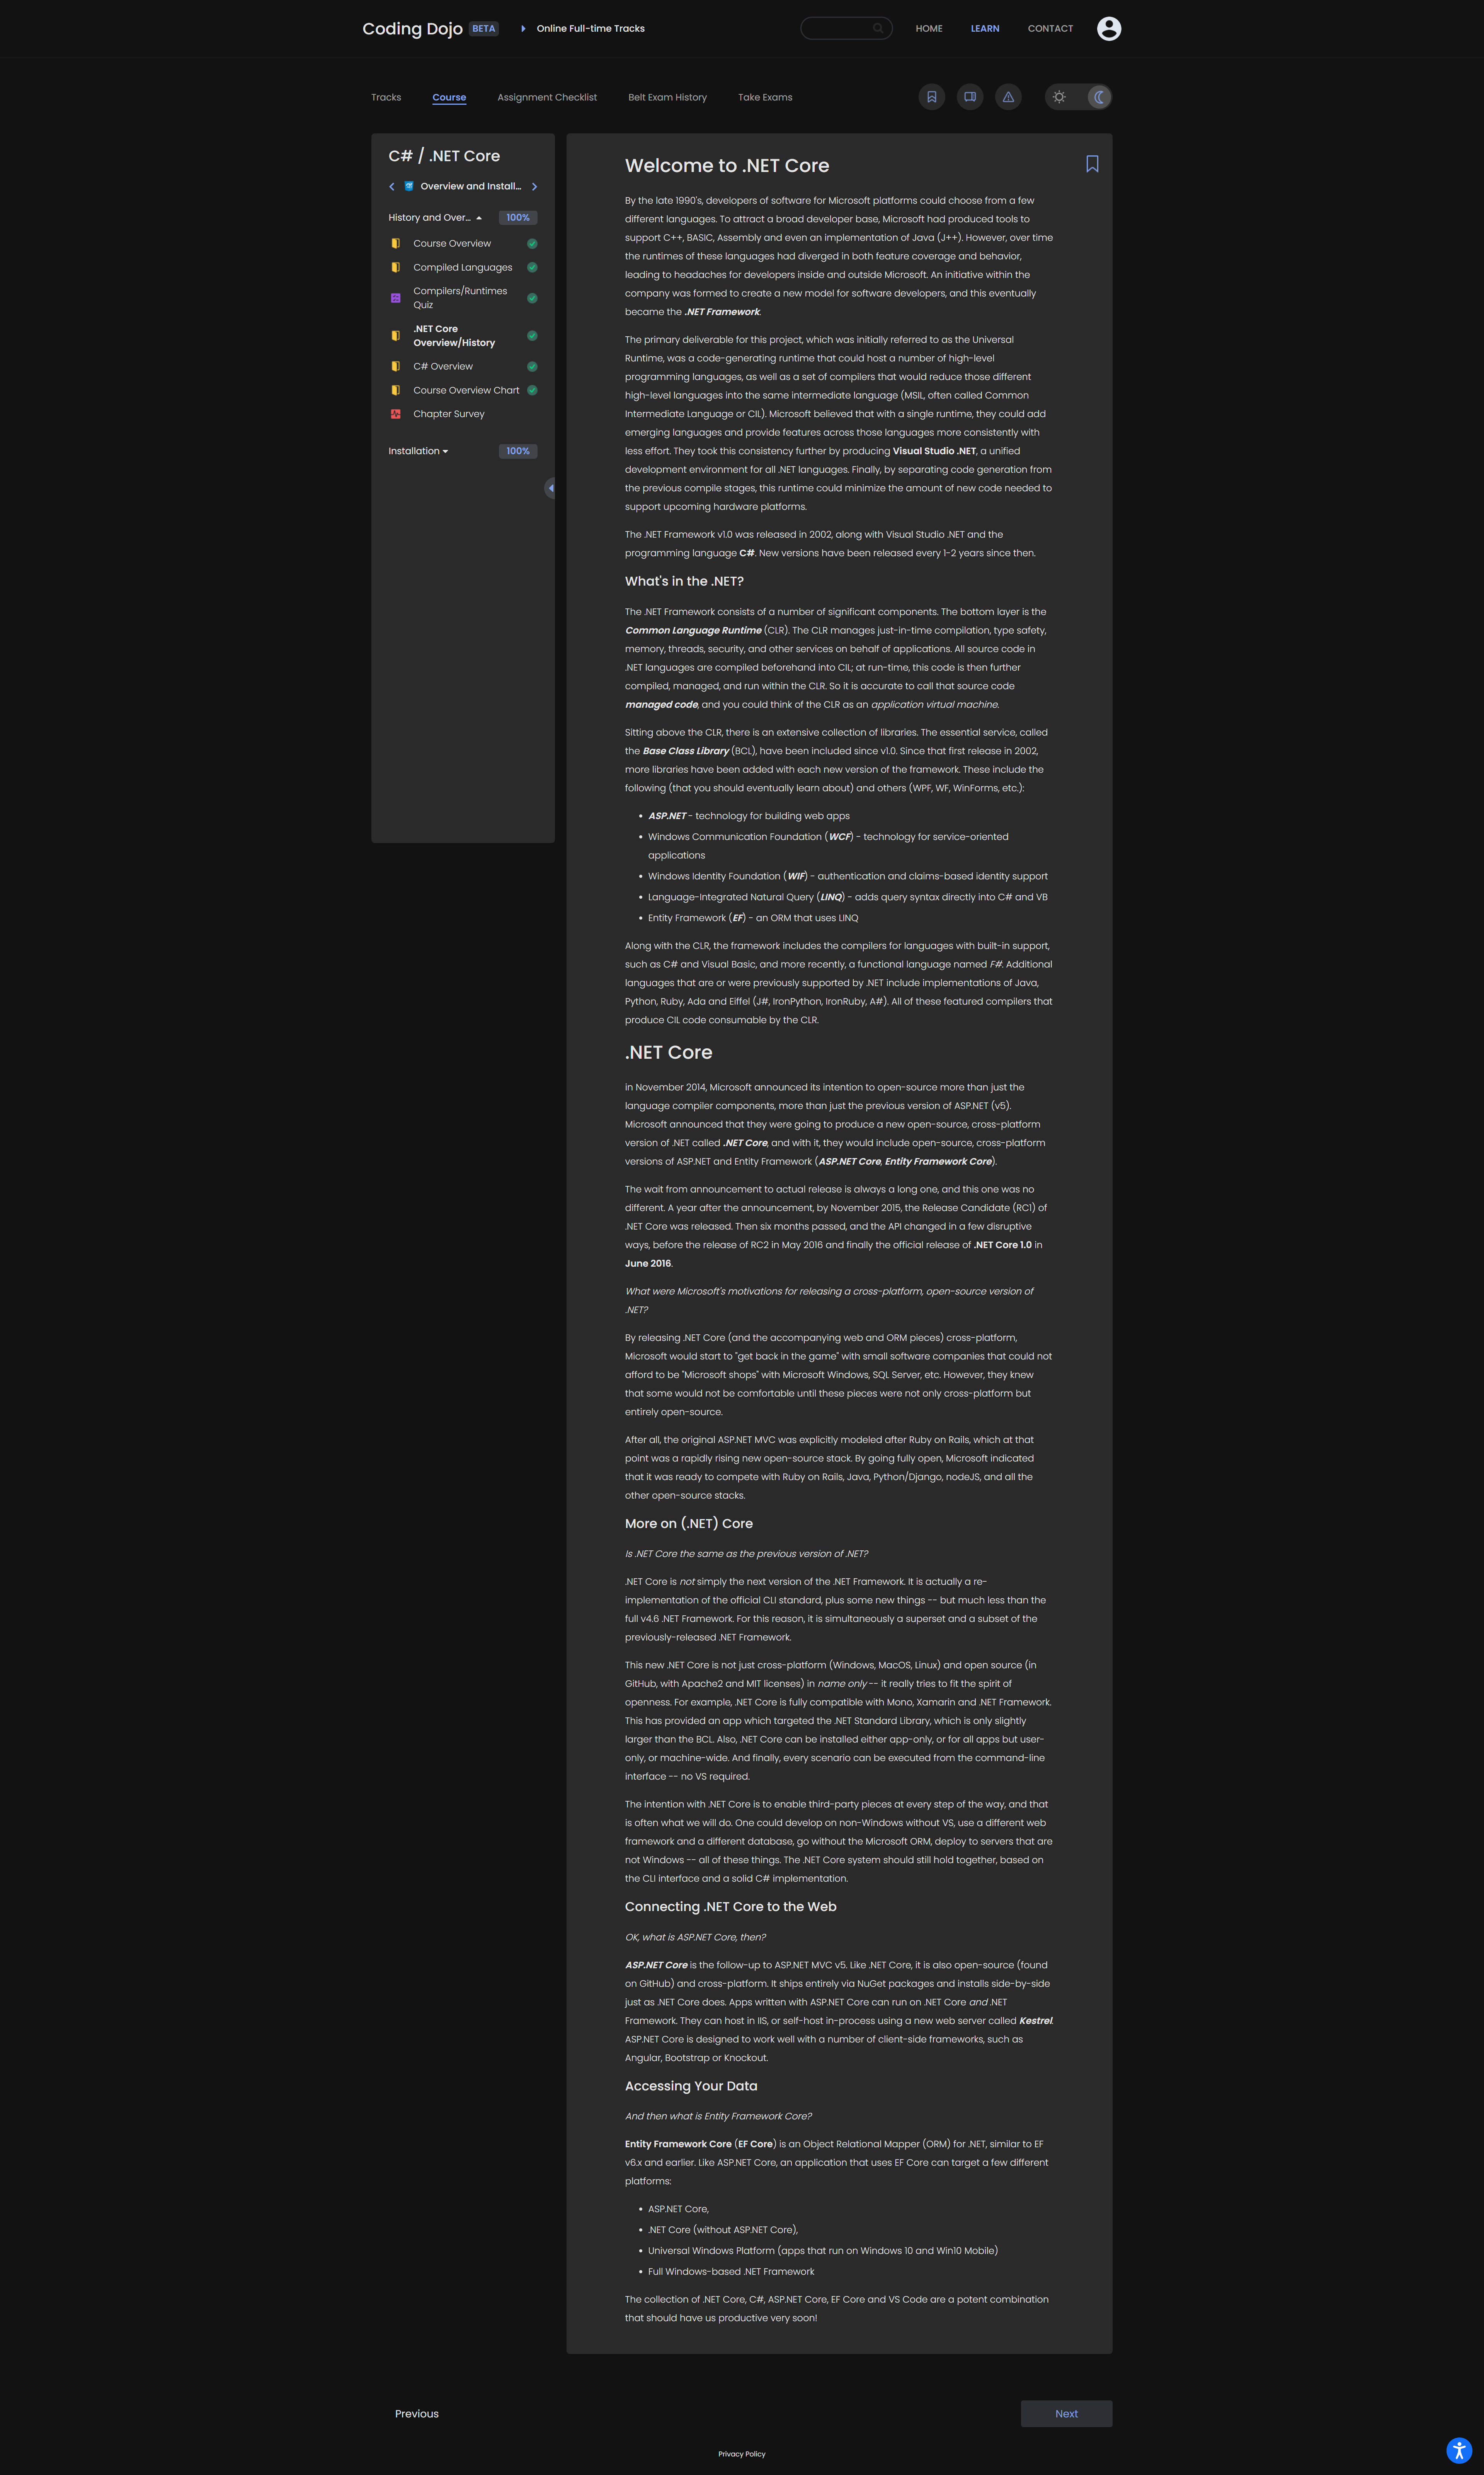 Coding Dojo BETA
Online Full-time Tracks
HOME
LEARN
CONTACT
Tracks
Course
Assignment Checklist
Belt Exam History
Take Exams
C# / .NET Core
Overview and Install...
History and Over...
100%
Course Overview
Compiled Languages
Compilers/Runtimes
Quiz
.NET Core
Overview/History
C# Overview
Course Overview Chart
Chapter Survey
Installation
100%
Welcome to .NET Core
By the late 1990's, developers of software for Microsoft platforms could choose from a few
different languages. To attract a broad developer base, Microsoft had produced tools to
support C++, BASIC, Assembly and even an implementation of Java (J++). However, over time
the runtimes of these languages had diverged in both feature coverage and behavior,
leading to headaches for developers inside and outside Microsoft. An initiative within the
company was formed to create a new model for software developers, and this eventually
became the .NET Framework.
The primary deliverable for this project, which was initially referred to as the Universal
Runtime, was a code-generating runtime that could host a number of high-level
programming languages, as well as a set of compilers that would reduce those different
high-level languages into the same intermediate language (MSIL, often called Common
Intermediate Language or CIL). Microsoft believed that with a single runtime, they could add
emerging languages and provide features across those languages more consistently with
less effort. They took this consistency further by producing Visual Studio .NET, a unified
development environment for all .NET languages. Finally, by separating code generation from
the previous compile stages, this runtime could minimize the amount of new code needed to
support upcoming hardware platforms.
The .NET Framework v1.0 was released in 2002, along with Visual Studio .NET and the
programming language C#. New versions have been released every 1-2 years since then.
What's in the .NET?
The .NET Framework consists of a number of significant components. The bottom layer is the
Common Language Runtime (CLR). The CLR manages just-in-time compilation, type safety,
memory, threads, security, and other services on behalf of applications. All source code in
.NET languages are compiled beforehand into CIL; at run-time, this code is then further
compiled, managed, and run within the CLR. So it is accurate to call that source code
managed code, and you could think of the CLR as an application virtual machine.
Sitting above the CLR, there is an extensive collection of libraries. The essential service, called
the Base Class Library (BCL), have been included since v1.0. Since that first release in 2002,
more libraries have been added with each new version of the framework. These include the
following (that you should eventually learn about) and others (WPF, WF, WinForms, etc.):
• ASP.NET - technology for building web apps
• Windows Communication Foundation (WCF) - technology for service-oriented
applications
• Windows Identity Foundation (WIF) - authentication and claims-based identity support
• Language-Integrated Natural Query (LINQ) - adds query syntax directly into C# and VB
• Entity Framework (EF) - an ORM that uses LINQ
Along with the CLR, the framework includes the compilers for languages with built-in support,
such as C# and Visual Basic, and more recently, a functional language named F#. Additional
languages that are or were previously supported by .NET include implementations of Java,
Python, Ruby, Ada and Eiffel (J#, IronPython, IronRuby, A#). All of these featured compilers that
produce CIL code consumable by the CLR.
.NET Core
in November 2014, Microsoft announced its intention to open-source more than just the
language compiler components, more than just the previous version of ASP.NET (v5).
Microsoft announced that they were going to produce a new open-source, cross-platform
version of .NET called .NET Core, and with it, they would include open-source, cross-platform
versions of ASP.NET and Entity Framework (ASP.NET Core, Entity Framework Core).
The wait from announcement to actual release is always a long one, and this one was no
different. A year after the announcement, by November 2015, the Release Candidate (RC1) of
.NET Core was released. Then six months passed, and the API changed in a few disruptive
ways, before the release of RC2 in May 2016 and finally the official release of .NET Core 1.0 in
June 2016.
What were Microsoft's motivations for releasing a cross-platform, open-source version of
.NET?
By releasing .NET Core (and the accompanying web and ORM pieces) cross-platform,
Microsoft would start to "get back in the game" with small software companies that could not
afford to be "Microsoft shops" with Microsoft Windows, SQL Server, etc. However, they knew
that some would not be comfortable until these pieces were not only cross-platform but
entirely open-source.
After all, the original ASP.NET MVC was explicitly modeled after Ruby on Rails, which at that
point was a rapidly rising new open-source stack. By going fully open, Microsoft indicated
that it was ready to compete with Ruby on Rails, Java, Python/Django, nodeJS, and all the
other open-source stacks.
More on (.NET) Core
Is .NET Core the same as the previous version of .NET?
.NET Core is not simply the next version of the .NET Framework. It is actually a re-
implementation of the official CLI standard, plus some new things -- but much less than the
full v4.6 .NET Framework. For this reason, it is simultaneously a superset and a subset of the
previously-released .NET Framework.
This new .NET Core is not just cross-platform (Windows, MacOS, Linux) and open source (in
GitHub, with Apache2 and MIT licenses) in name only -- it really tries to fit the spirit of
openness. For example, .NET Core is fully compatible with Mono, Xamarin and .NET Framework.
This has provided an app which targeted the .NET Standard Library, which is only slightly
larger than the BCL. Also, .NET Core can be installed either app-only, or for all apps but user-
only, or machine-wide. And finally, every scenario can be executed from the command-line
interface -- no VS required.
The intention with .NET Core is to enable third-party pieces at every step of the way, and that
is often what we will do. One could develop on non-Windows without VS, use a different web
framework and a different database, go without the Microsoft ORM, deploy to servers that are
not Windows -- all of these things. The .NET Core system should still hold together, based on
the CLI interface and a solid C# implementation.
Connecting .NET Core to the Web
OK, what is ASP.NET Core, then?
ASP.NET Core is the follow-up to ASP.NET MVC v5. Like .NET Core, it is also open-source (found
on GitHub) and cross-platform. It ships entirely via NuGet packages and installs side-by-side
just as .NET Core does. Apps written with ASP.NET Core can run on .NET Core and .NET
Framework. They can host in IIS, or self-host in-process using a new web server called Kestrel.
ASP.NET Core is designed to work well with a number of client-side frameworks, such as
Angular, Bootstrap or Knockout.
Accessing Your Data
And then what is Entity Framework Core?
Entity Framework Core (EF Core) is an Object Relational Mapper (ORM) for .NET, similar to EF
v6.x and earlier. Like ASP.NET Core, an application that uses EF Core can target a few different
platforms:
• ASP.NET Core,
• .NET Core (without ASP.NET Core),
• Universal Windows Platform (apps that run on Windows 10 and Win10 Mobile)
• Full Windows-based .NET Framework
The collection of .NET Core, C#, ASP.NET Core, EF Core and VS Code are a potent combination
that should have us productive very soon!
Previous
Next
Privacy Policy